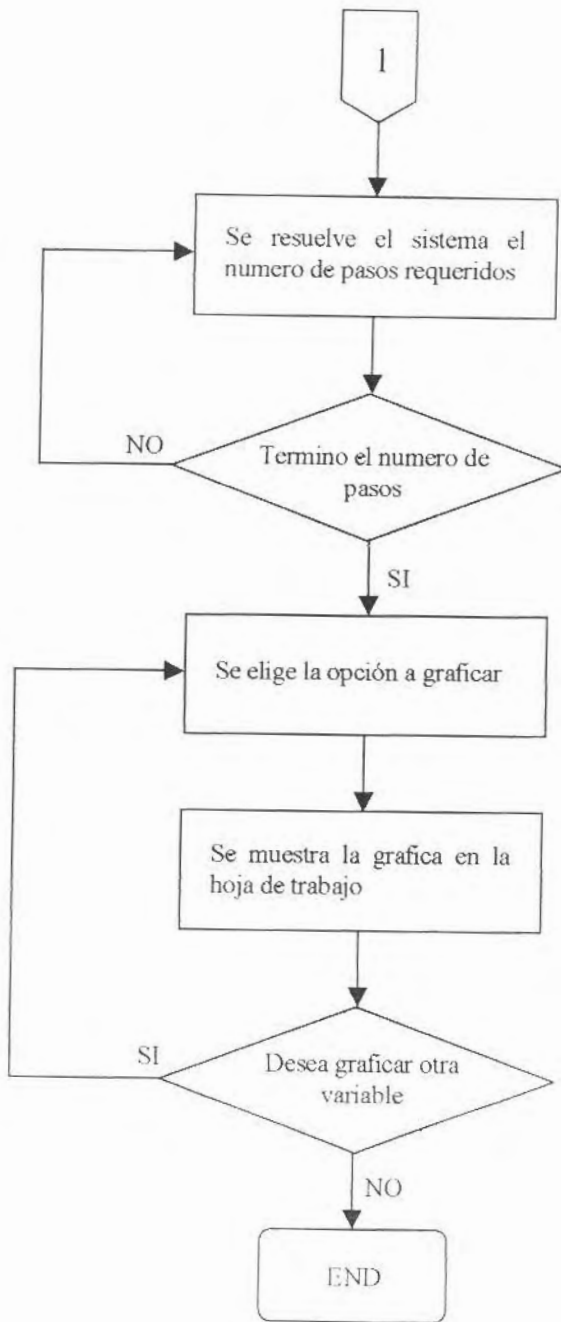 1
Se resuelve el sistema el
numero de pasos requeridos
NO
Termino el numero de
pasos
SI
Se elige la opción a graficar
Se muestra la grafica en la
hoja de trabajo
SI
Desea graficar otra
variable
NO
END